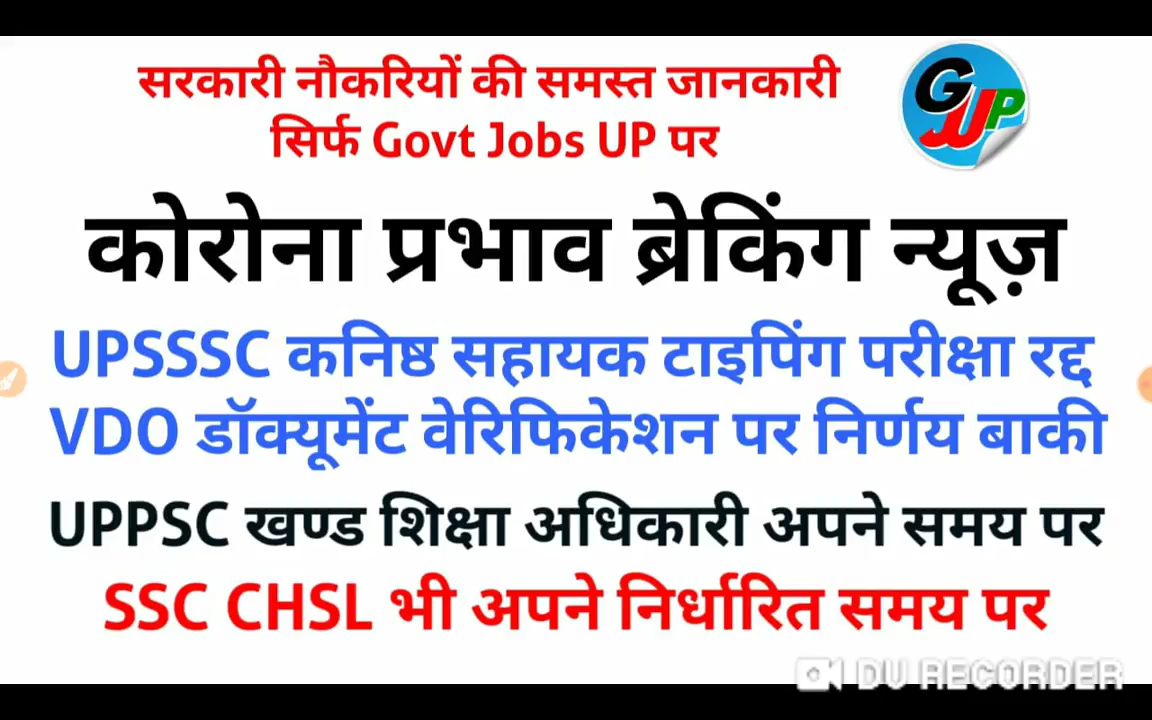 सरकारी नौकरियों की समस्त जानकारी
सिर्फ Govt Jobs UP पर
GJUP
कोरोना प्रभाव ब्रेकिंग न्यूज़
UPSSSC कनिष्ठ सहायक टाइपिंग परीक्षा रद्द
VDO डॉक्यूमेंट वेरिफिकेशन पर निर्णय बाकी
UPPSC खण्ड शिक्षा अधिकारी अपने समय पर
SSC CHSL भी अपने निर्धारित समय पर
DU RECORDER